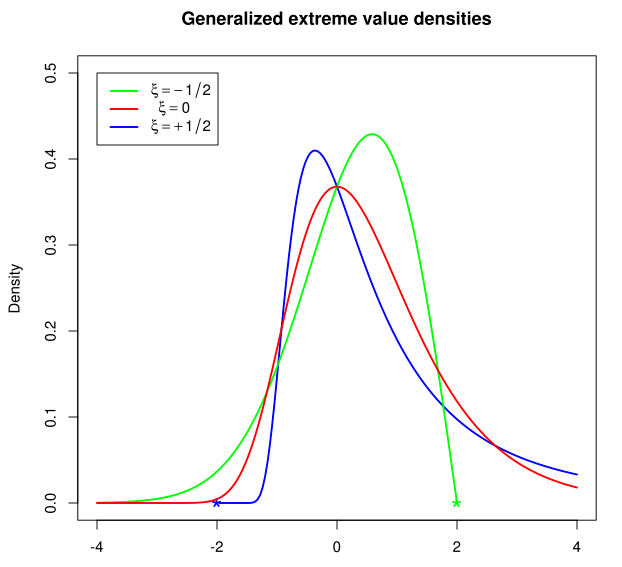 Generalized extreme value densities
ξ = − 1/2
ξ = 0
ξ = + 1/2
Density
0.5
0.4
0.3
0.2
0.1
0.0
-4 -2 0 2 4